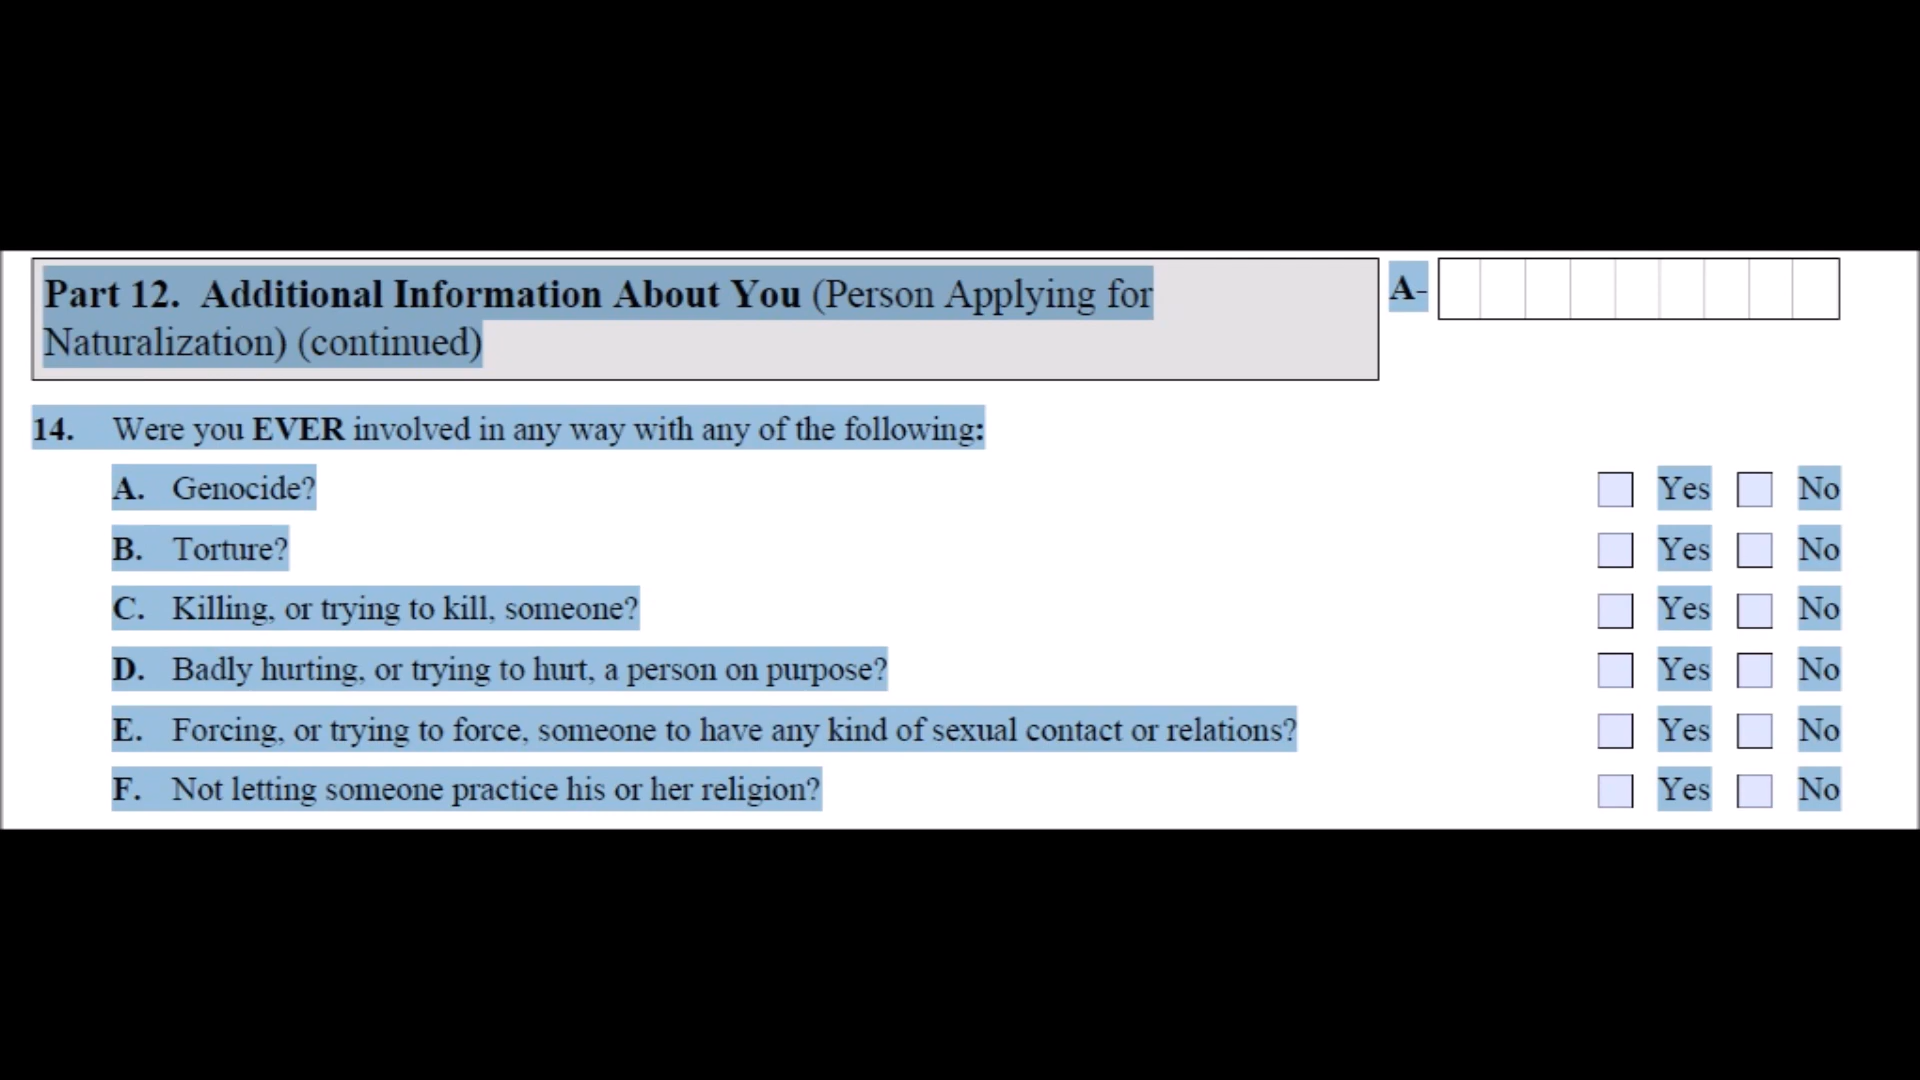 Part 12. Additional Information About You (Person Applying for
Naturalization) (continued)
A-
14. Were you EVER involved in any way with any of the following:
A. Genocide? Yes No
B. Torture? Yes No
C. Killing, or trying to kill, someone? Yes No
D. Badly hurting, or trying to hurt, a person on purpose? Yes No
E. Forcing, or trying to force, someone to have any kind of sexual contact or relations? Yes No
F. Not letting someone practice his or her religion? Yes No